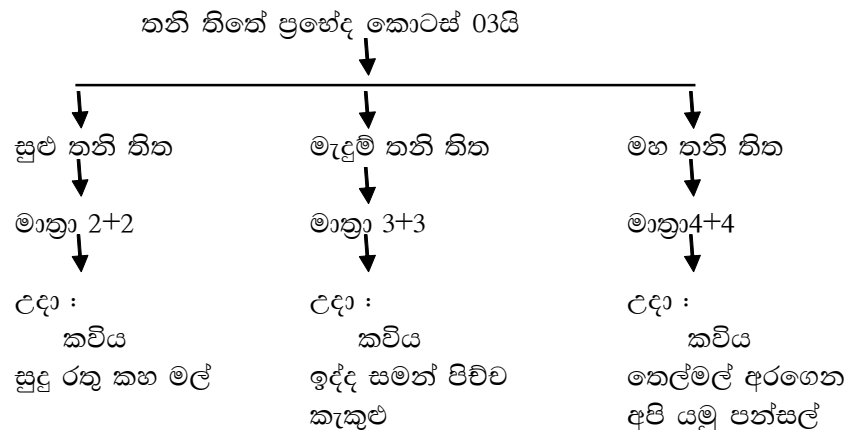 තනි තිතේ ප්‍රභේද කොටස් 03යි
සුළු තනි තිත
මැදුම් තනි තිත
මහ තනි තිත
මාත්‍රා 2+2
මාත්‍රා 3+3
මාත්‍රා4+4
උදා :
උදා :
උදා :
කවිය
කවිය
කවිය
සුදු රතු කහ මල්
ඉද්ද සමන් පිච්ච
තෙල්මල් අරගෙන
කැකුළු
අපි යමු පන්සල්